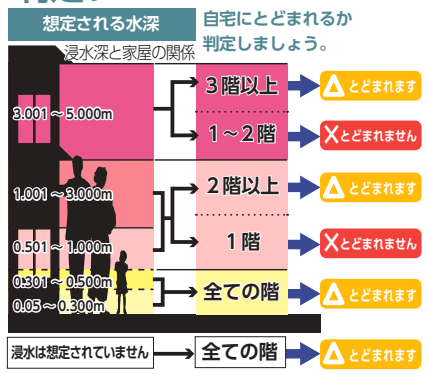 想定される水深
自宅にとどまれるか
判定しましょう。
浸水深と家屋の関係
3.001～5.000m
3階以上
△とどまれます
1～2階
×とどまれません
1.001～3.000m
2階以上
△とどまれます
0.501～1.000m
1階
×とどまれません
0.301～0.500m
0.05～0.300m
全ての階
△とどまれます
浸水は想定されていません
全ての階
△とどまれます